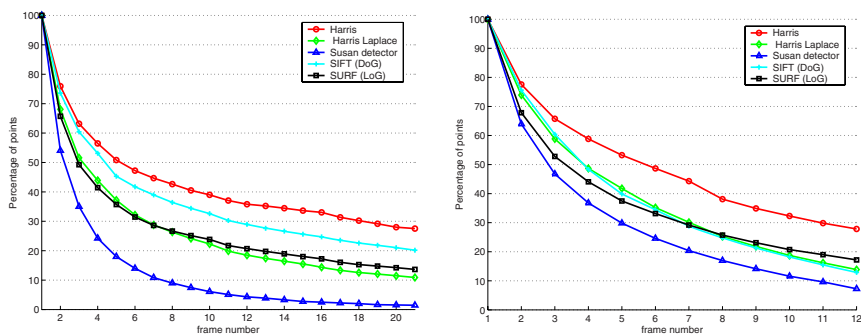 100
90
80
70
60
50
40
30
20
10
0
Percentage of points
2 4 6 8 10 12 14 16 18 20
frame number
Harris
Harris Laplace
Susan detector
SIFT (DoG)
SURF (LoG)
100
90
80
70
60
50
40
30
20
10
0
Percentage of points
1 2 3 4 5 6 7 8 9 10 11 12
frame number
Harris
Harris Laplace
Susan detector
SIFT (DoG)
SURF (LoG)